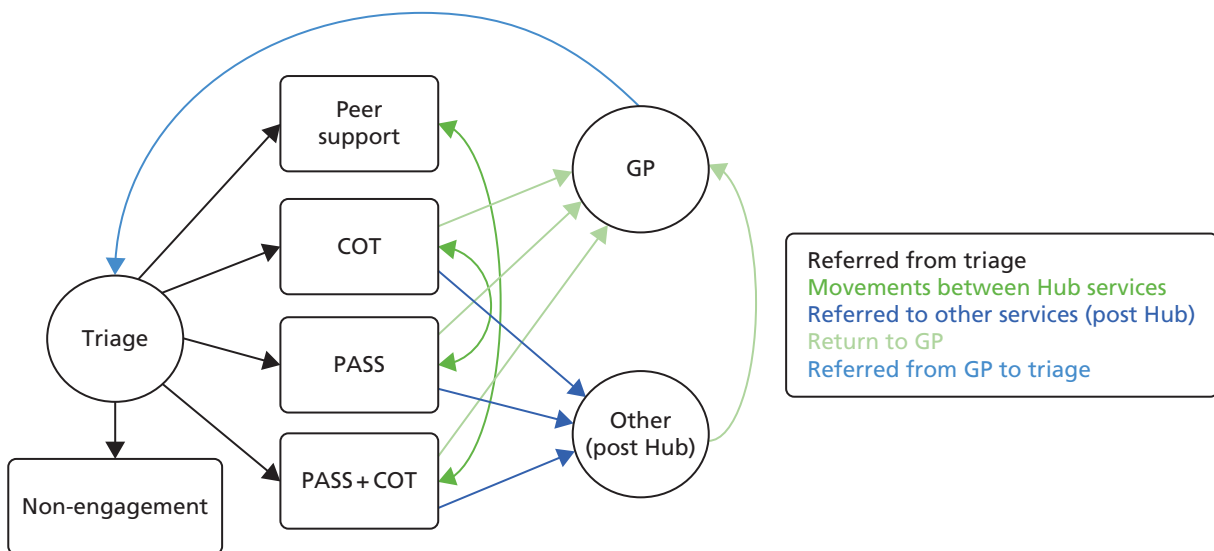 Peer
support
COT
PASS
PASS + COT
Triage
Non-engagement
GP
Other
(post Hub)
Referred from triage
Movements between Hub services
Referred to other services (post Hub)
Return to GP
Referred from GP to triage